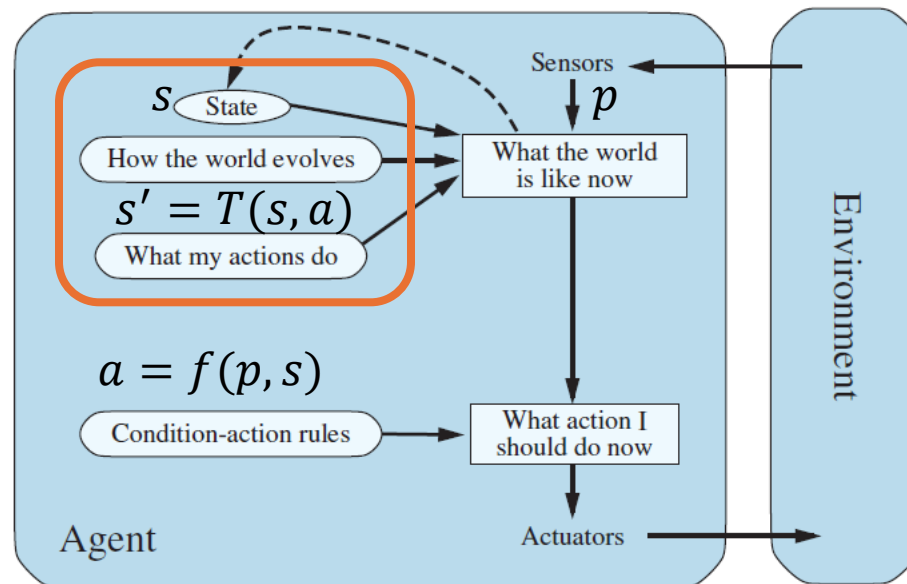 Sensors
s
State
p
How the world evolves
What the world
is like now
s′ = T(s, a)
What my actions do
Environment
a = f(p, s)
Condition-action rules
What action I
should do now
Agent
Actuators